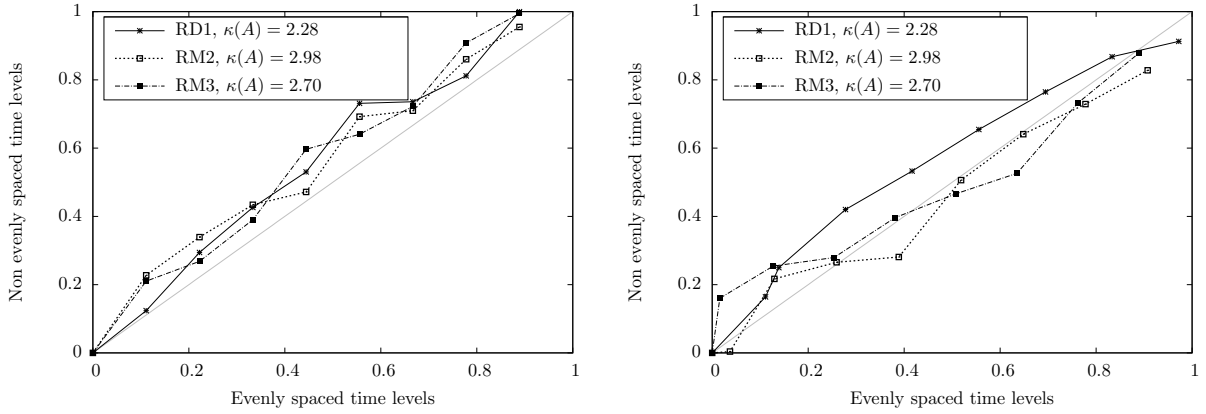 Non evenly spaced time levels
1
0.8
0.6
0.4
0.2
0
RD1, κ(A) = 2.28
RM2, κ(A) = 2.98
RM3, κ(A) = 2.70
0 0.2 0.4 0.6 0.8 1
Evenly spaced time levels
Non evenly spaced time levels
1
0.8
0.6
0.4
0.2
0
RD1, κ(A) = 2.28
RM2, κ(A) = 2.98
RM3, κ(A) = 2.70
0 0.2 0.4 0.6 0.8 1
Evenly spaced time levels